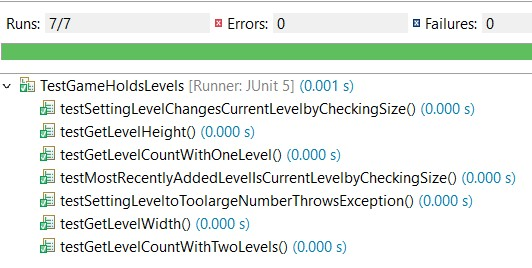 Runs: 7/7 Errors: 0 Failures: 0
TestGameHoldsLevels [Runner: JUnit 5] (0.001 s)
testSettingLevelChangesCurrentLevelbyCheckingSize() (0.000 s)
testGetLevelHeight() (0.000 s)
testGetLevelCountWithOneLevel() (0.000 s)
testMostRecentlyAddedLevelIsCurrentLevelbyCheckingSize() (0.000 s)
testSettingLeveltoToolargeNumberThrowsException() (0.000 s)
testGetLevelWidth() (0.000 s)
testGetLevelCountWithTwoLevels() (0.000 s)